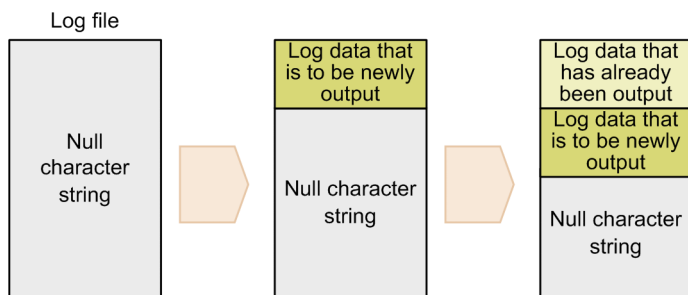 Log file
Null
character
string
Log data that
is to be newly
output
Null character
string
Log data that
has already
been output
Log data that
is to be newly
output
Null character
string